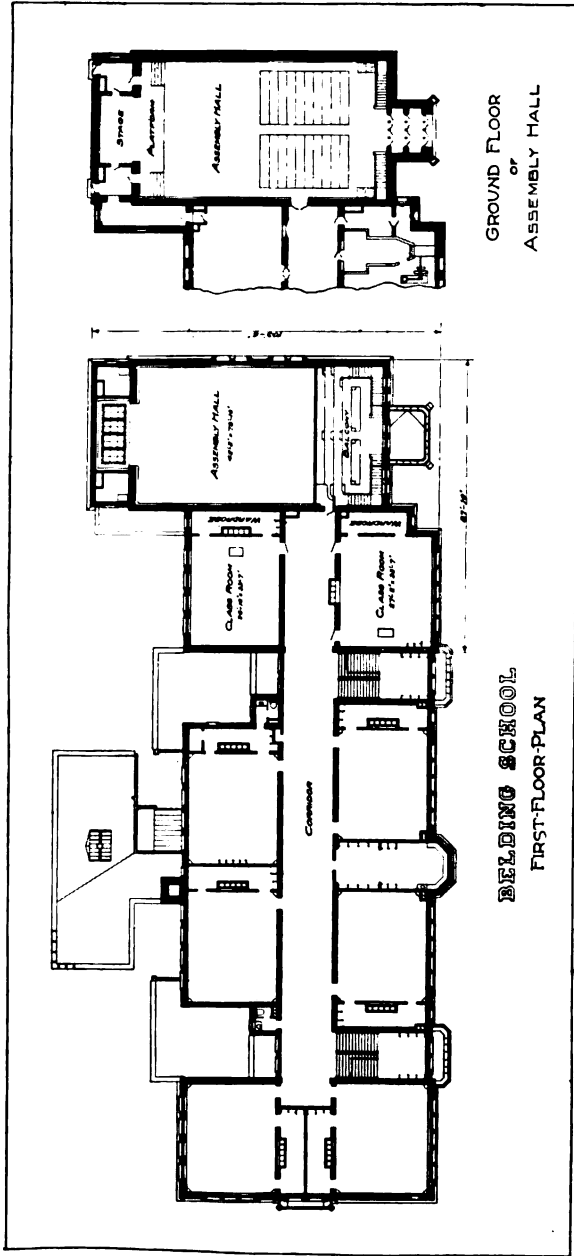 STAGE
PLATFORM
ASSEMBLY HALL
GROUND FLOOR
OF
ASSEMBLY HALL
ASSEMBLY HALL
BALCONY
WARDROBE
CLASS ROOM
WARDROBE
CLASS ROOM
CORRIDOR
BELDING SCHOOL
FIRST-FLOOR-PLAN